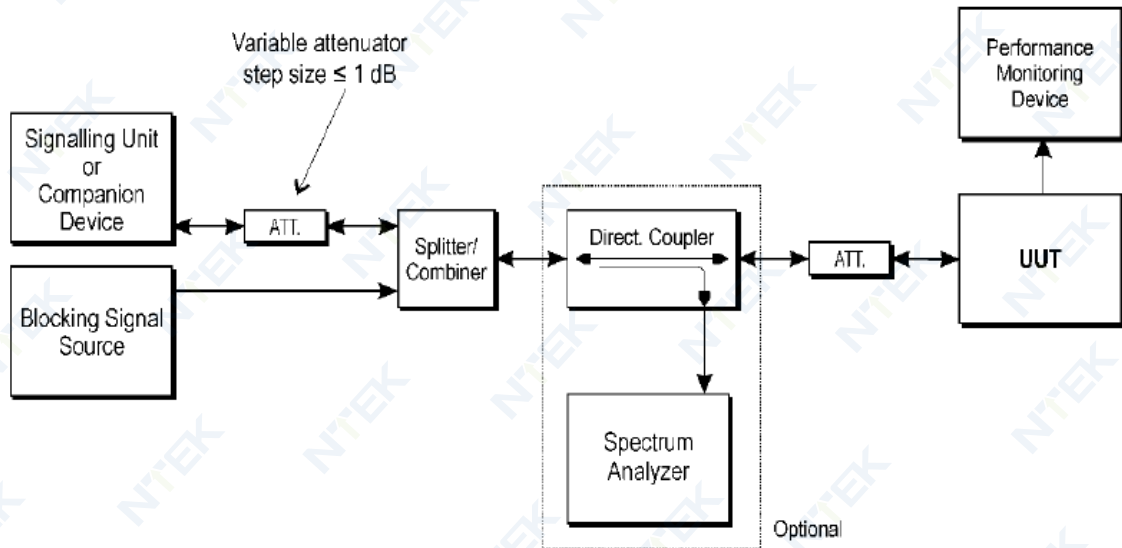 Variable attenuator
step size ≤ 1 dB
Performance
Monitoring
Device
Signalling Unit
or
Companion
Device
ATT.
Splitter/
Combiner
Direct. Coupler
ATT.
UUT
Blocking Signal
Source
Spectrum
Analyzer
Optional
NTEK